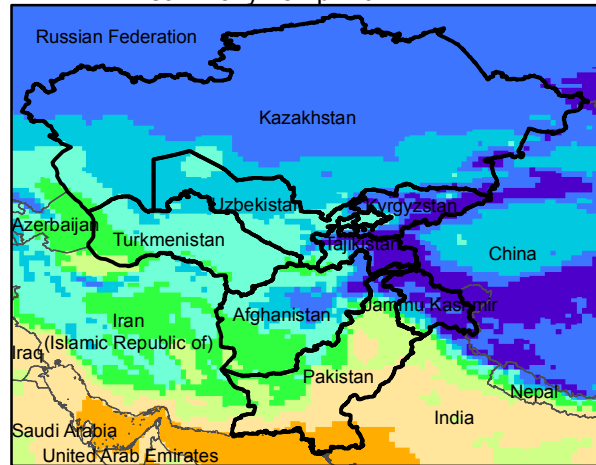 Russian Federation
Kazakhstan
Uzbekistan
Kyrgyzstan
Azerbaijan
Turkmenistan
Tajikistan
China
Afghanistan
Jammu Kashmir
Iran
(Islamic Republic of)
Iraq
Pakistan
Nepal
India
Saudi Arabia
United Arab Emirates